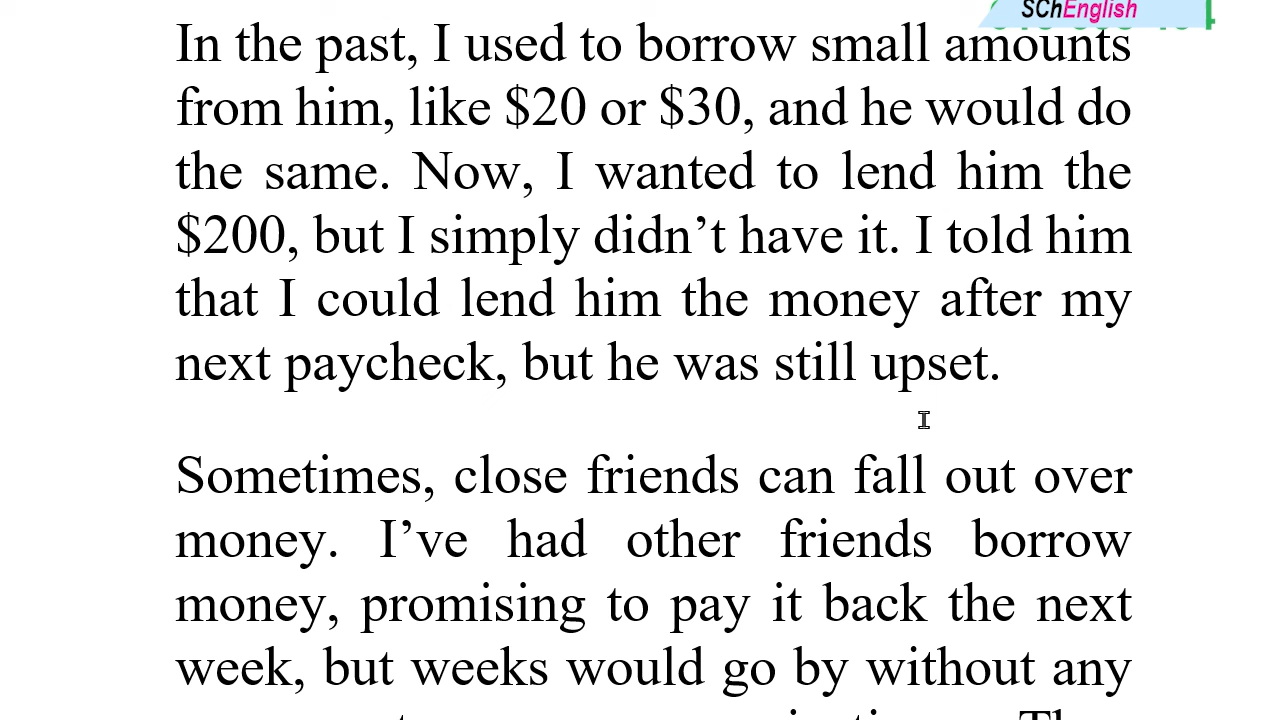 SChEnglish
In the past, I used to borrow small amounts
from him, like $20 or $30, and he would do
the same. Now, I wanted to lend him the
$200, but I simply didn’t have it. I told him
that I could lend him the money after my
next paycheck, but he was still upset.
Sometimes, close friends can fall out over
money. I’ve had other friends borrow
money, promising to pay it back the next
week, but weeks would go by without any